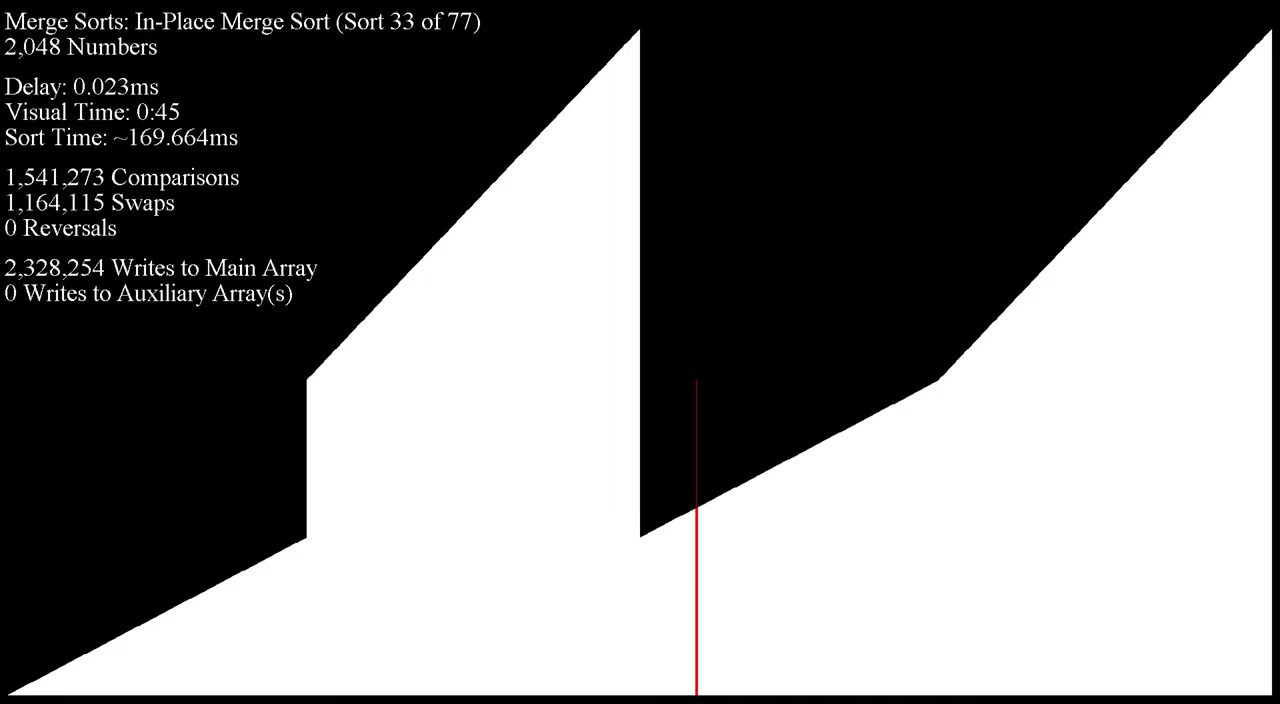 Merge Sorts: In-Place Merge Sort (Sort 33 of 77)
2,048 Numbers
Delay: 0.023ms
Visual Time: 0:45
Sort Time: ~169.664ms
1,541,273 Comparisons
1,164,115 Swaps
0 Reversals
2,328,254 Writes to Main Array
0 Writes to Auxiliary Array(s)